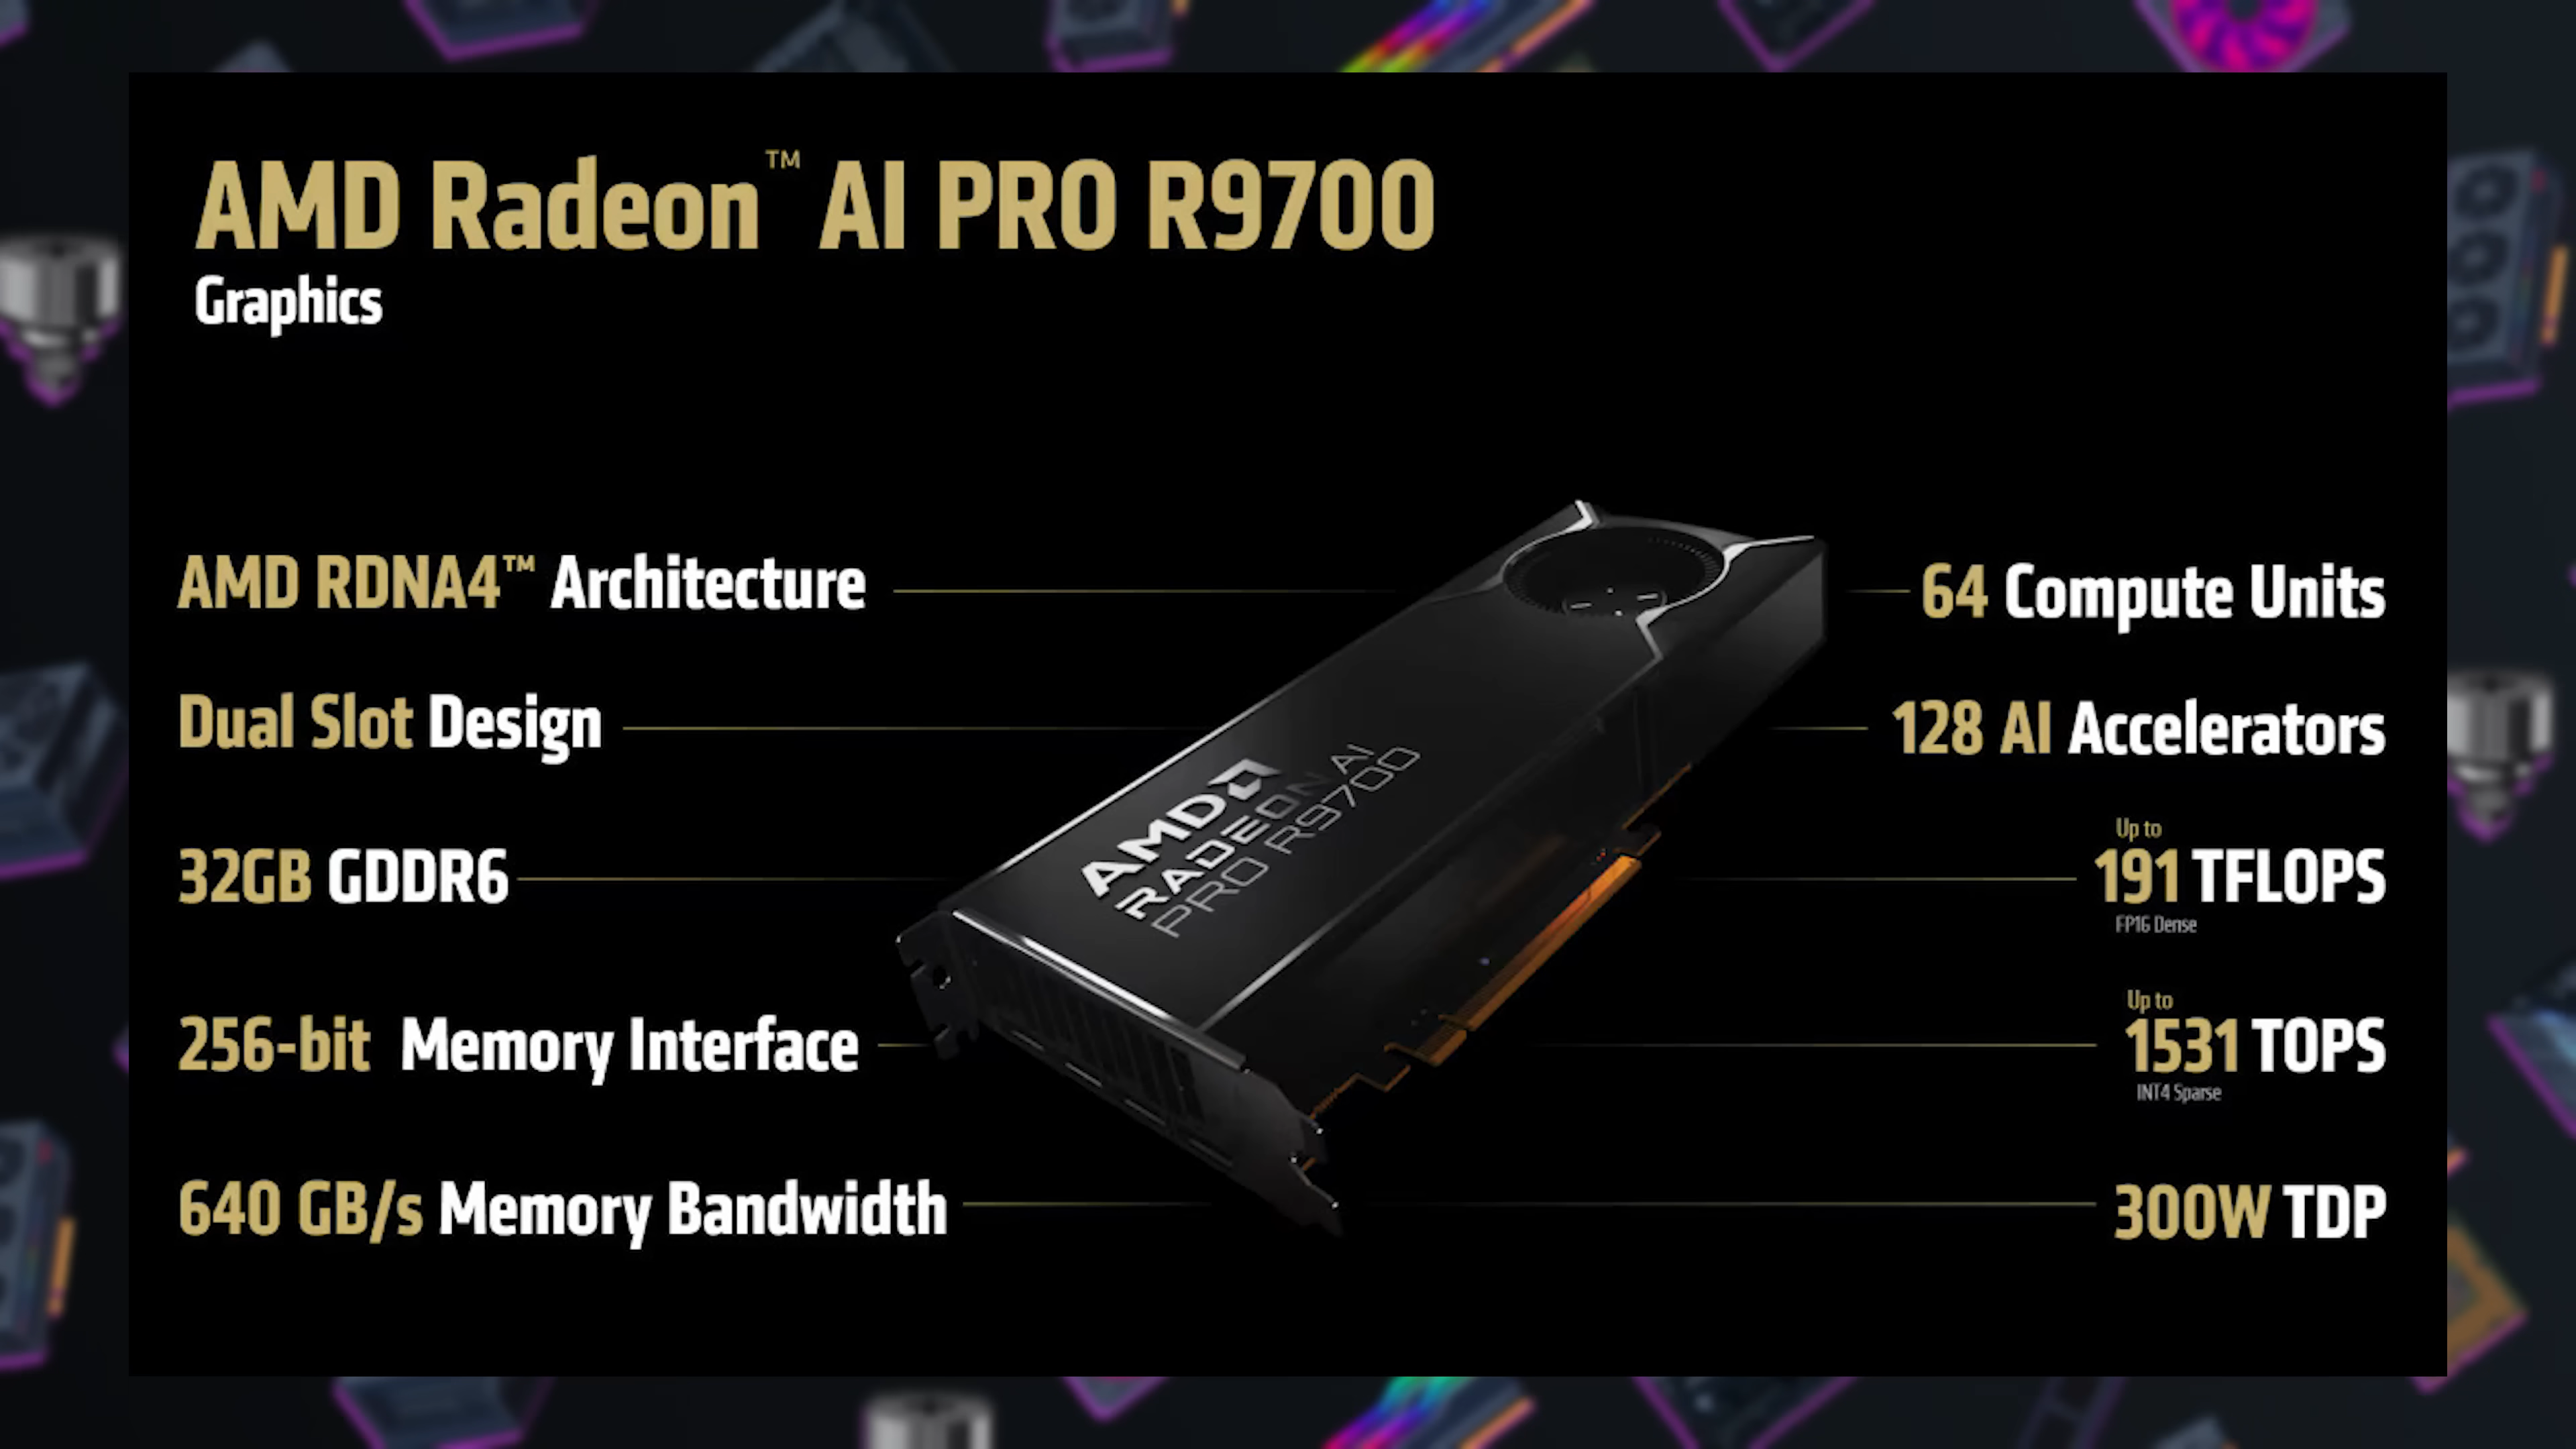 AMD Radeon™ AI PRO R9700
Graphics
AMD RDNA4™ Architecture
Dual Slot Design
32GB GDDR6
256-bit Memory Interface
640 GB/s Memory Bandwidth
AMD
RADEON AI
PRO R9700
64 Compute Units
128 AI Accelerators
Up to
191 TFLOPS
FP16 Dense
Up to
1531 TOPS
INT4 Sparse
300W TDP